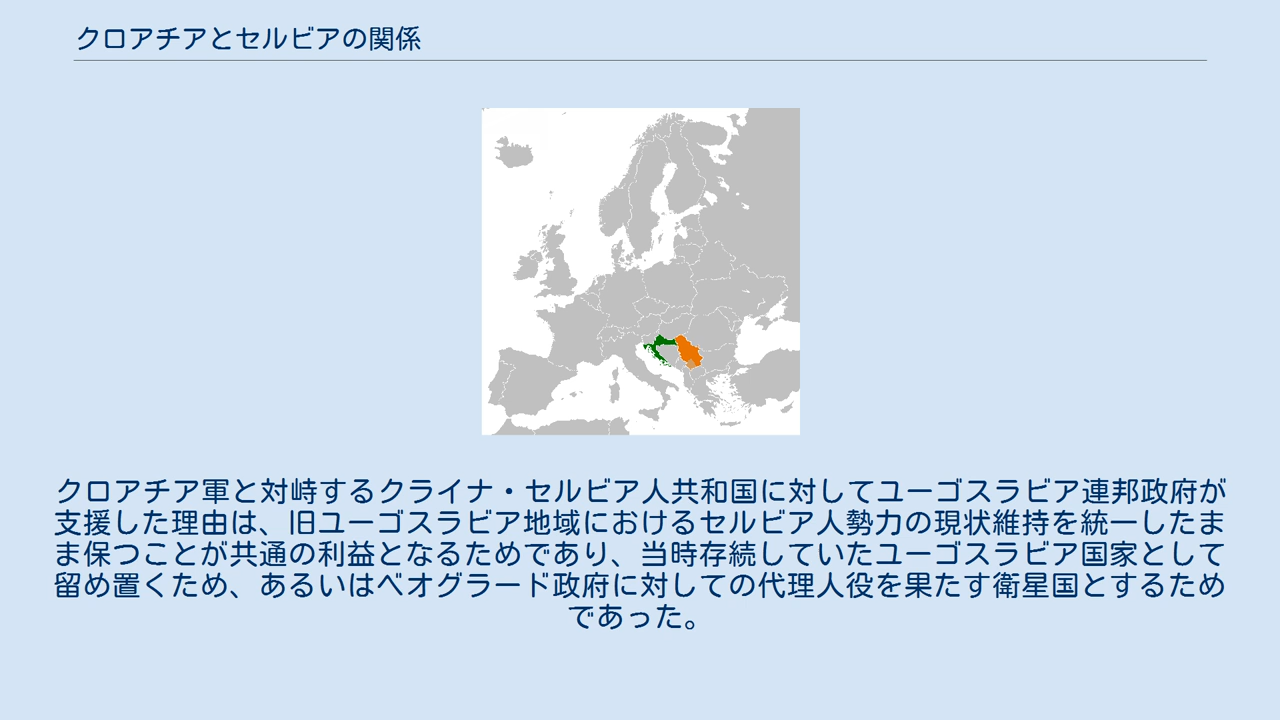 クロアチアとセルビアの関係
クロアチア軍と対峙するクライナ・セルビア人共和国に対してユーゴスラビア連邦政府が
支援した理由は、旧ユーゴスラビア地域におけるセルビア人勢力の現状維持を統一したま
ま保つことが共通の利益となるためであり、当時存続していたユーゴスラビア国家として
留め置くため、あるいはベオグラード政府に対しての代理人役を果たす衛星国とするため
であった。